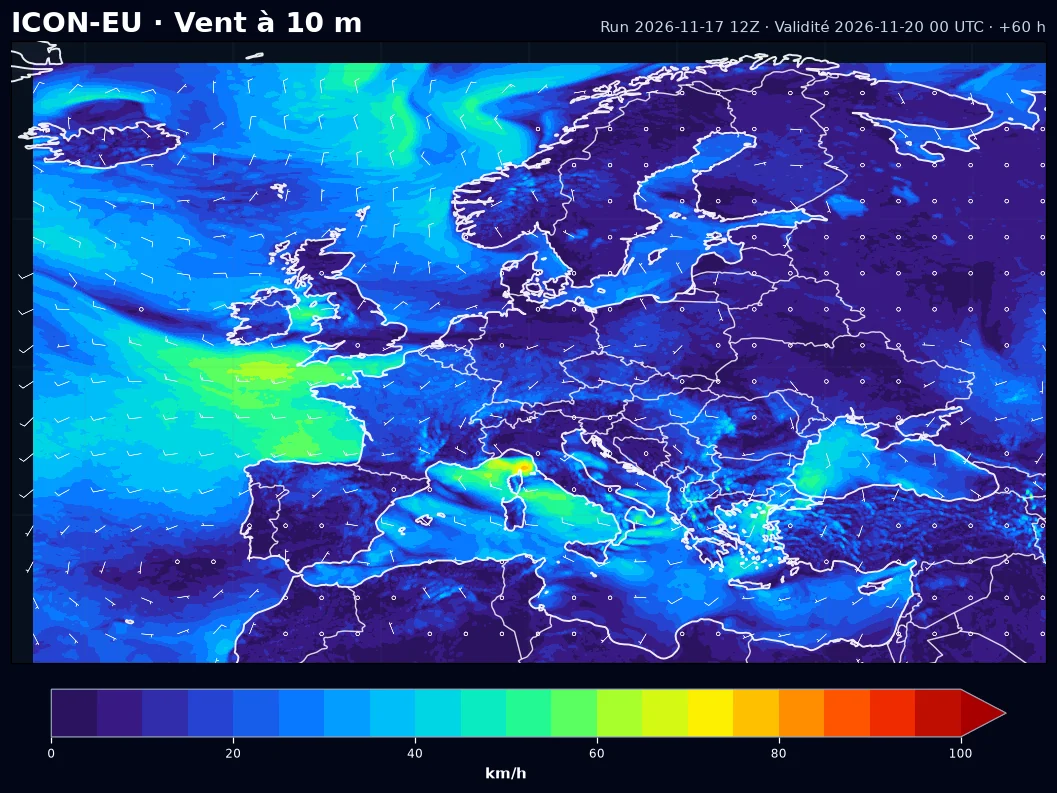 ICON-EU · Vent à 10 m
Run 2026-11-17 12Z · Validité 2026-11-20 00 UTC · +60 h
0 20 40 60 80 100
km/h